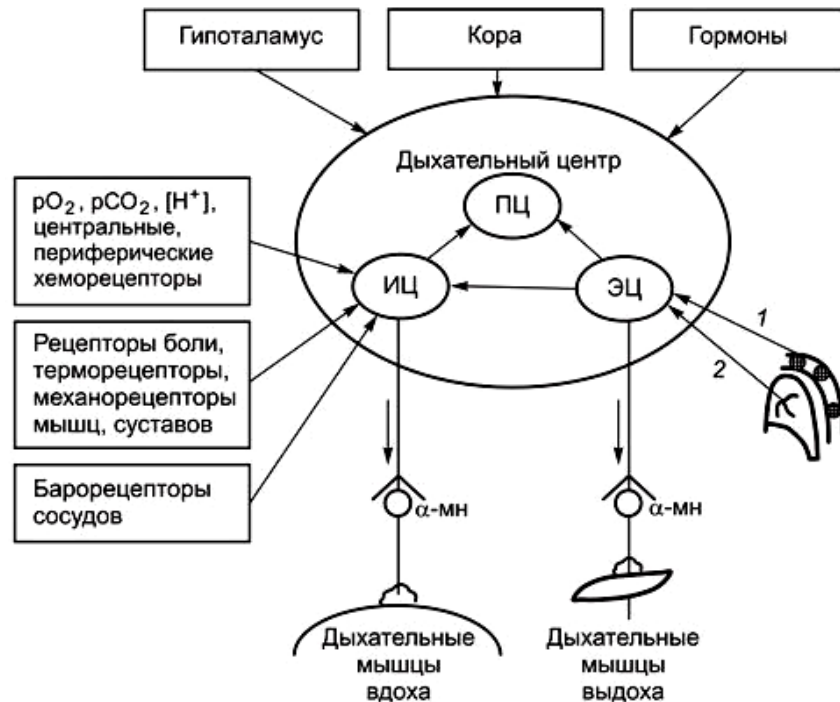 Гипоталамус
Кора
Гормоны
Дыхательный центр
ПЦ
ИЦ
ЭЦ
pO₂, pCO₂, [H⁺],
центральные,
периферические
хеморецепторы
Рецепторы боли,
терморецепторы,
механорецепторы
мышц, суставов
Барорецепторы
сосудов
1
2
α-мн
α-мн
Дыхательные
мышцы
вдоха
Дыхательные
мышцы
выдоха